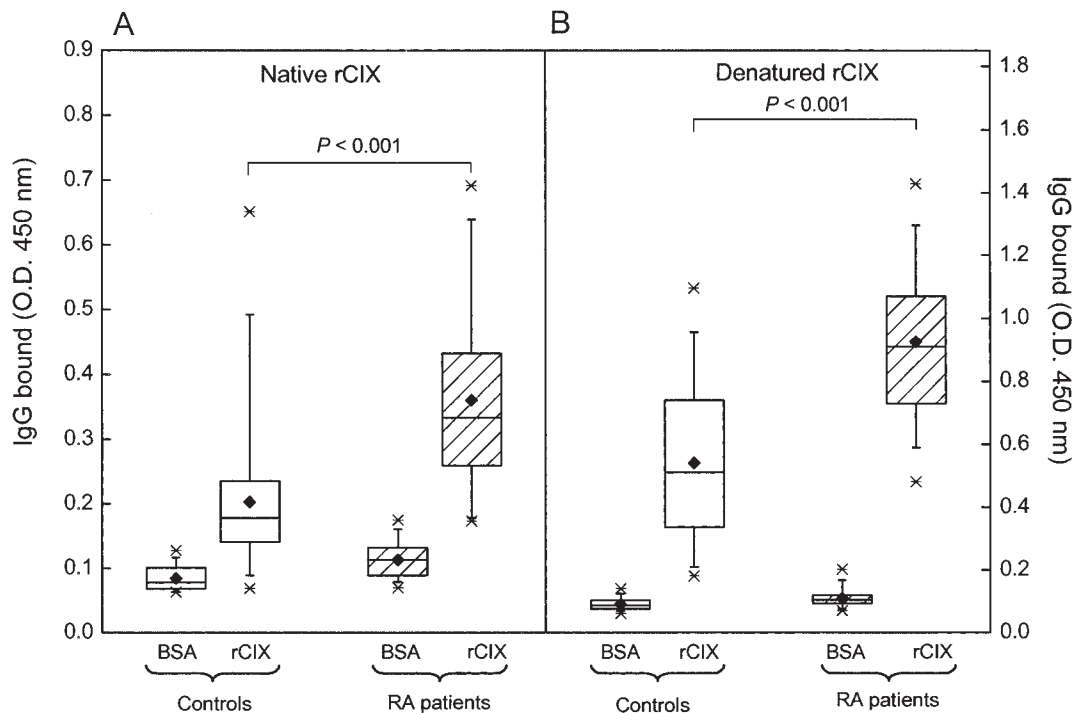 A
B
Native rCIX
Denatured rCIX
P < 0.001
P < 0.001
IgG bound (O.D. 450 nm)
0.9
0.8
0.7
0.6
0.5
0.4
0.3
0.2
0.1
0.0
1.8
1.6
1.4
1.2
1.0
0.8
0.6
0.4
0.2
0.0
IgG bound (O.D. 450 nm)
BSA rCIX BSA rCIX BSA rCIX BSA rCIX
Controls RA patients Controls RA patients